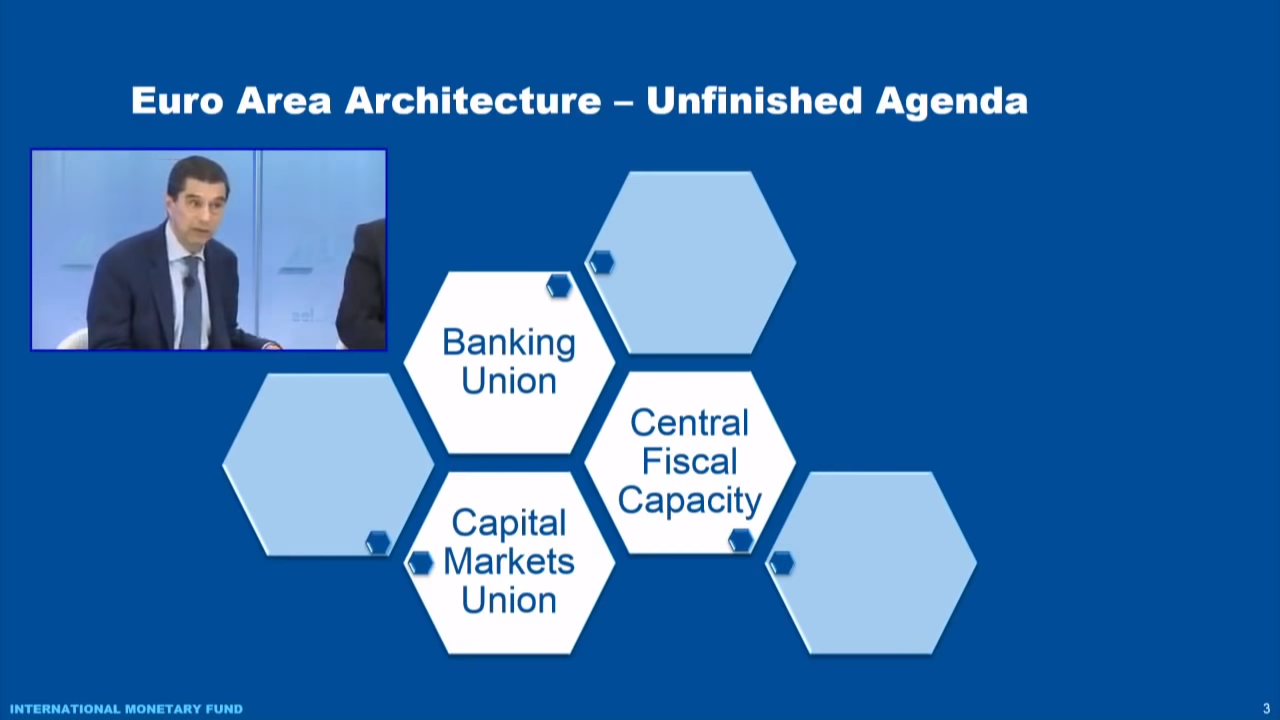 Euro Area Architecture – Unfinished Agenda
Banking
Union
Central
Fiscal
Capacity
Capital
Markets
Union
INTERNATIONAL MONETARY FUND
3